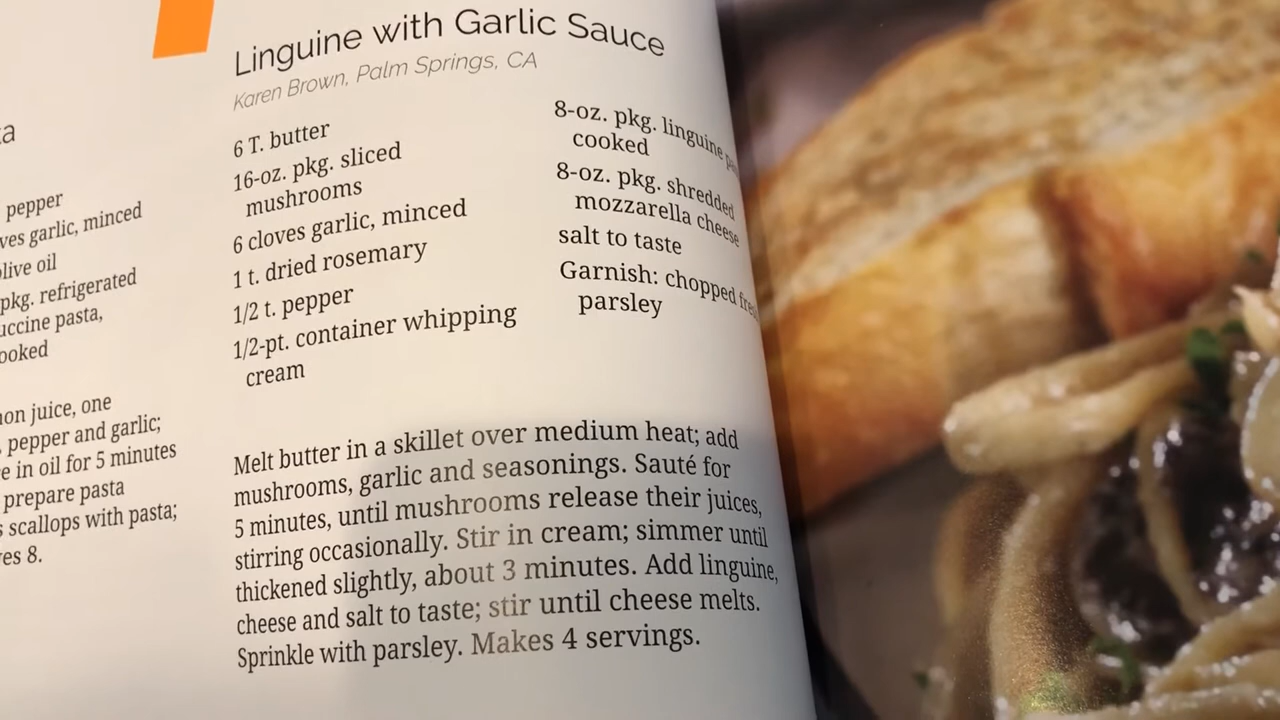 Linguine with Garlic Sauce
Karen Brown, Palm Springs, CA
6 T. butter
16-oz. pkg. sliced
mushrooms
6 cloves garlic, minced
1 t. dried rosemary
1/2 t. pepper
1/2-pt. container whipping
cream
8-oz. pkg. linguine
cooked
8-oz. pkg. shredded
mozzarella cheese
salt to taste
Garnish: chopped
parsley
Melt butter in a skillet over medium heat; add
mushrooms, garlic and seasonings. Sauté for
5 minutes, until mushrooms release their juices,
stirring occasionally. Stir in cream; simmer until
thickened slightly, about 3 minutes. Add linguine,
cheese and salt to taste; stir until cheese melts.
Sprinkle with parsley. Makes 4 servings.
pepper
garlic, minced
oil
pkg. refrigerated
pasta,
juice, one
pepper and garlic;
in oil for 5 minutes
prepare pasta
scallops with pasta;
8.